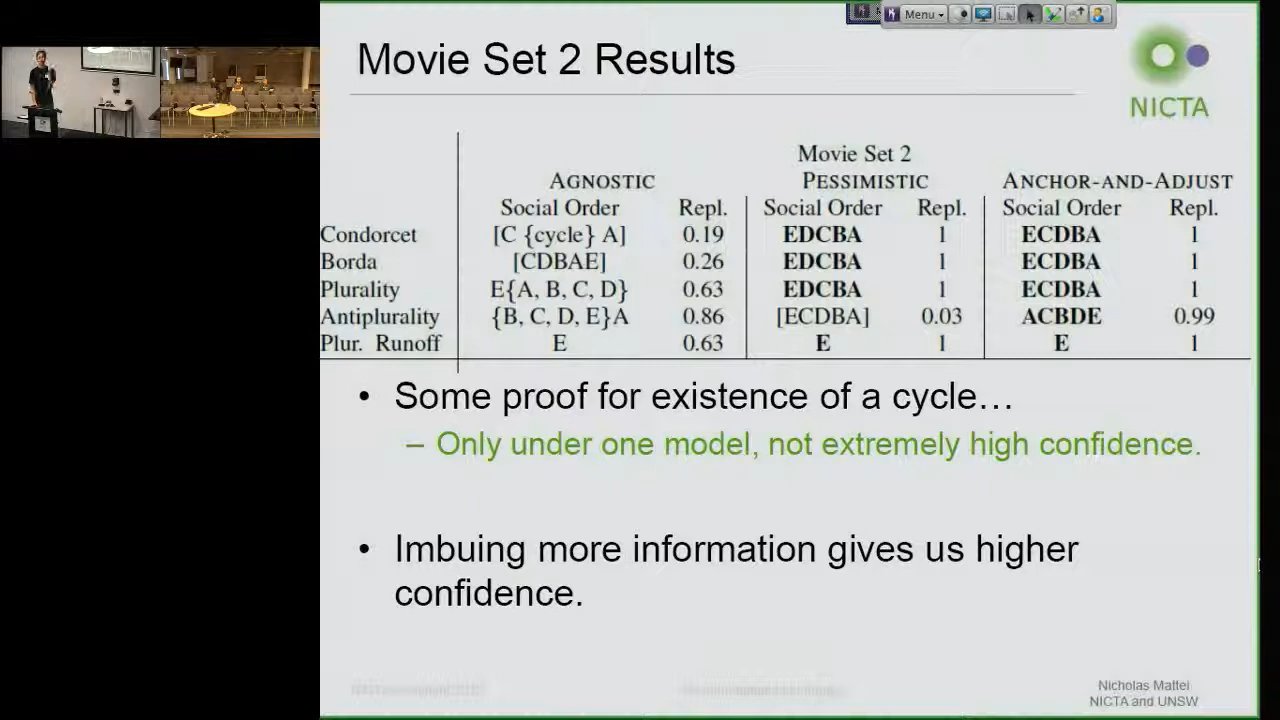 Menu
Movie Set 2 Results
NICTA
Movie Set 2
AGNOSTIC PESSIMISTIC ANCHOR-AND-ADJUST
Social Order Repl. Social Order Repl. Social Order Repl.
Condorcet [C {cycle} A] 0.19 EDCBA 1 ECDBA 1
Borda [CDBAE] 0.26 EDCBA 1 ECDBA 1
Plurality E{A, B, C, D} 0.63 EDCBA 1 ECDBA 1
Antiplurality {B, C, D, E}A 0.86 [ECDBA] 0.03 ACBDE 0.99
Plur. Runoff E 0.63 E 1 E 1
• Some proof for existence of a cycle…
– Only under one model, not extremely high confidence.
• Imbuing more information gives us higher
confidence.
Nicholas Mattei
NICTA and UNSW